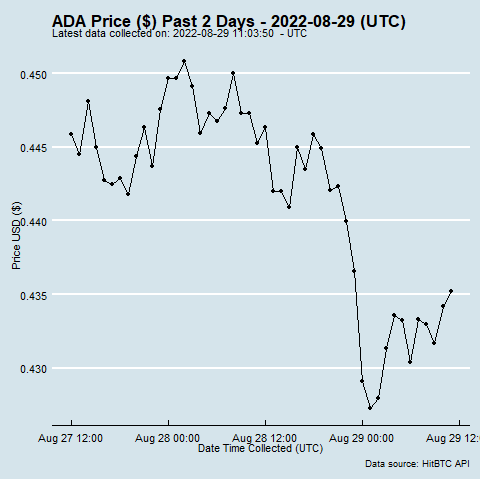 ADA Price ($) Past 2 Days - 2022-08-29 (UTC)
Latest data collected on: 2022-08-29 11:03:50 - UTC
0.450
0.445
0.440
0.435
0.430
Price USD ($)
Aug 27 12:00 Aug 28 00:00 Aug 28 12:00 Aug 29 00:00 Aug 29 12:
Date Time Collected (UTC)
Data source: HitBTC API